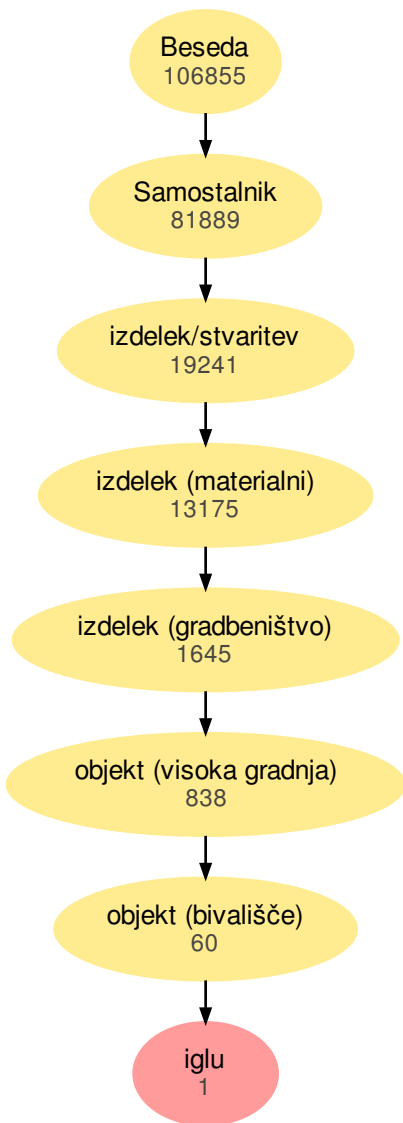 Beseda
106855
Samostalnik
81889
izdelek/stvaritev
19241
izdelek (materialni)
13175
izdelek (gradbeništvo)
1645
objekt (visoka gradnja)
838
objekt (bivališče)
60
iglu
1